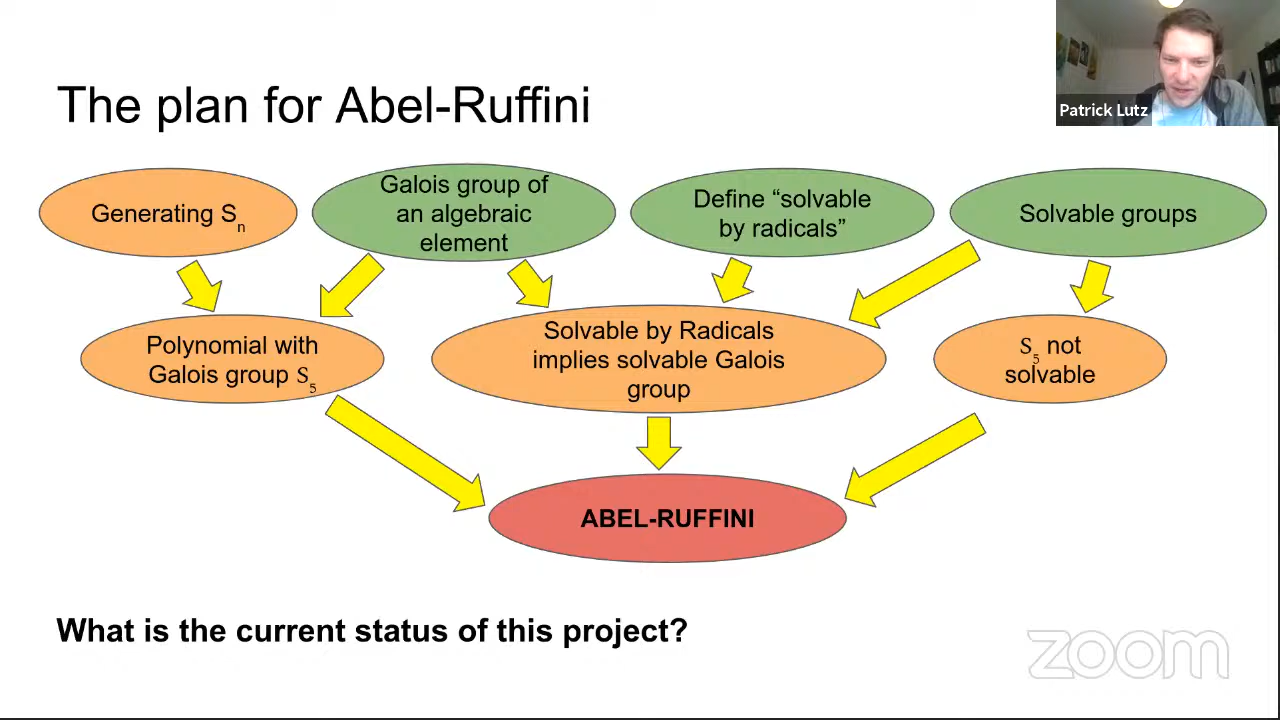 The plan for Abel-Ruffini
Patrick Lutz
Generating Sn
Galois group of
an algebraic
element
Define “solvable
by radicals”
Solvable groups
Polynomial with
Galois group S5
Solvable by Radicals
implies solvable Galois
group
S5 not
solvable
ABEL-RUFFINI
What is the current status of this project?
zoom